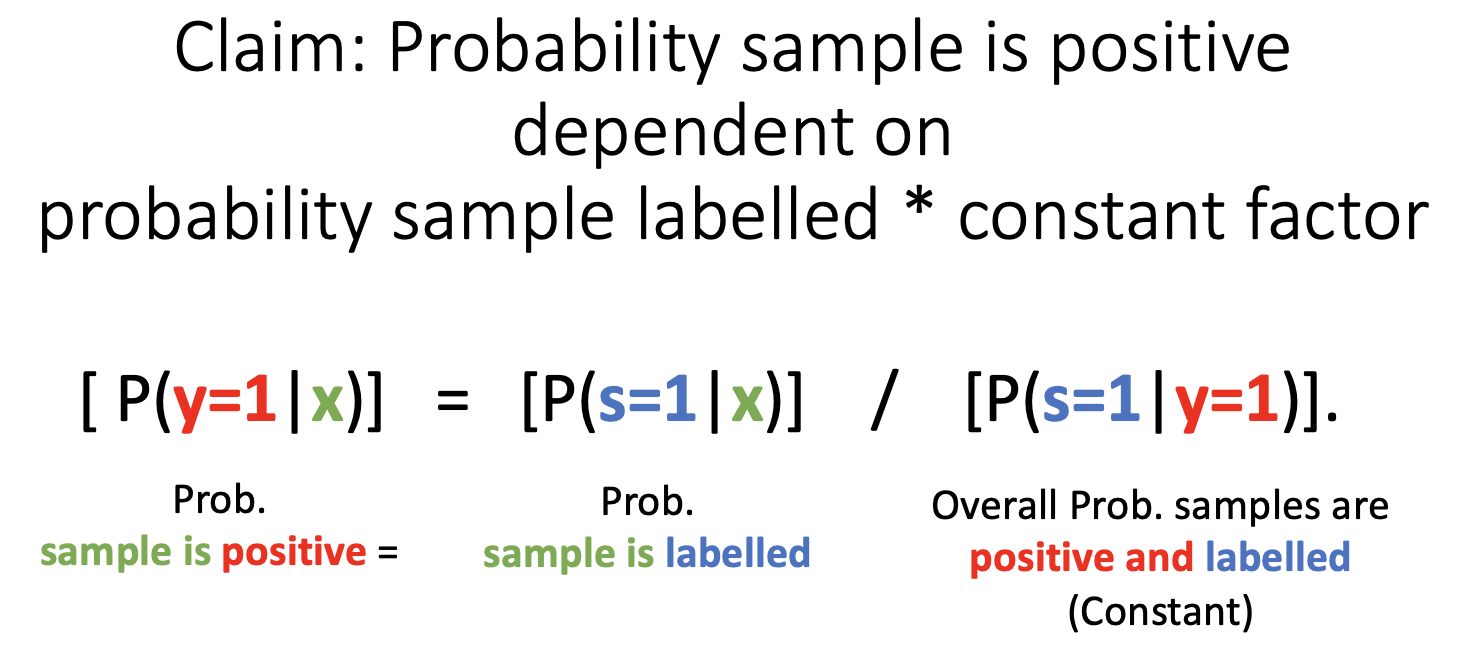 Claim: Probability sample is positive
dependent on
probability sample labelled * constant factor
[ P(y=1|x)] = [P(s=1|x)] / [P(s=1|y=1)].
Prob.
sample is positive =
Prob.
sample is labelled
Overall Prob. samples are
positive and labelled
(Constant)